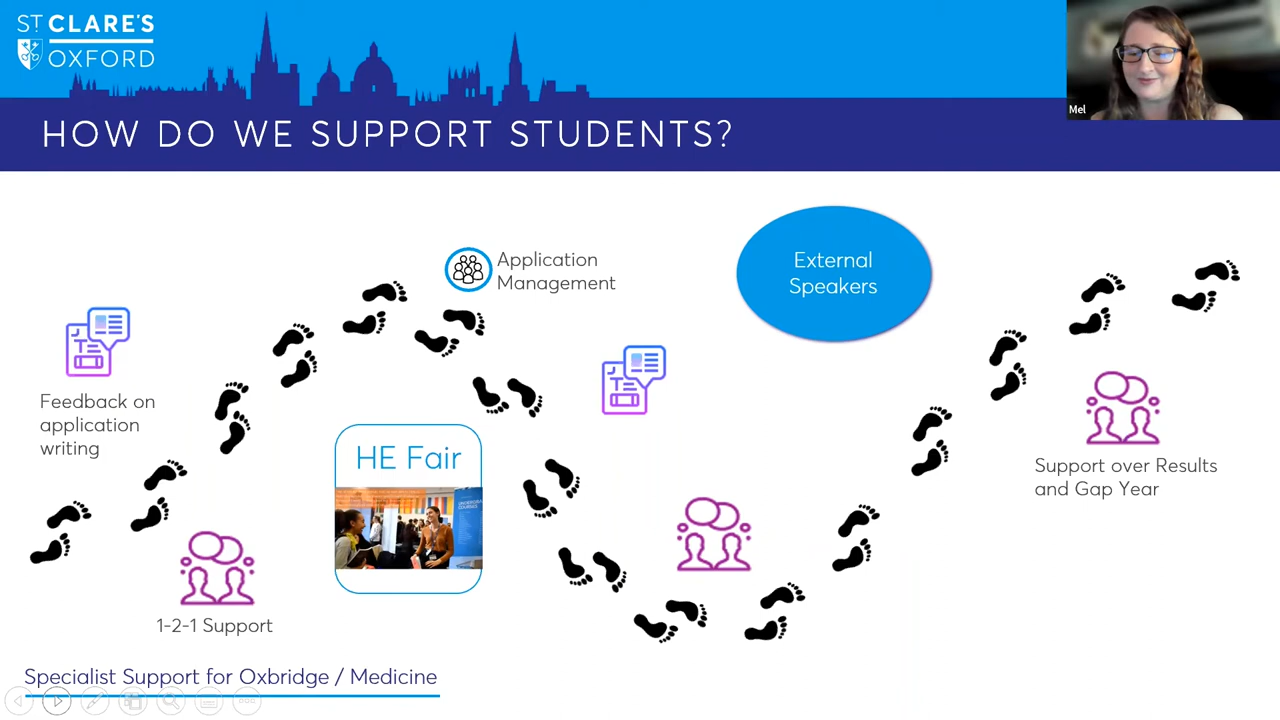 ST CLARE'S
OXFORD
Mel
HOW DO WE SUPPORT STUDENTS?
External
Speakers
Application
Management
Feedback on
application
writing
HE Fair
Support over Results
and Gap Year
1-2-1 Support
Specialist Support for Oxbridge / Medicine